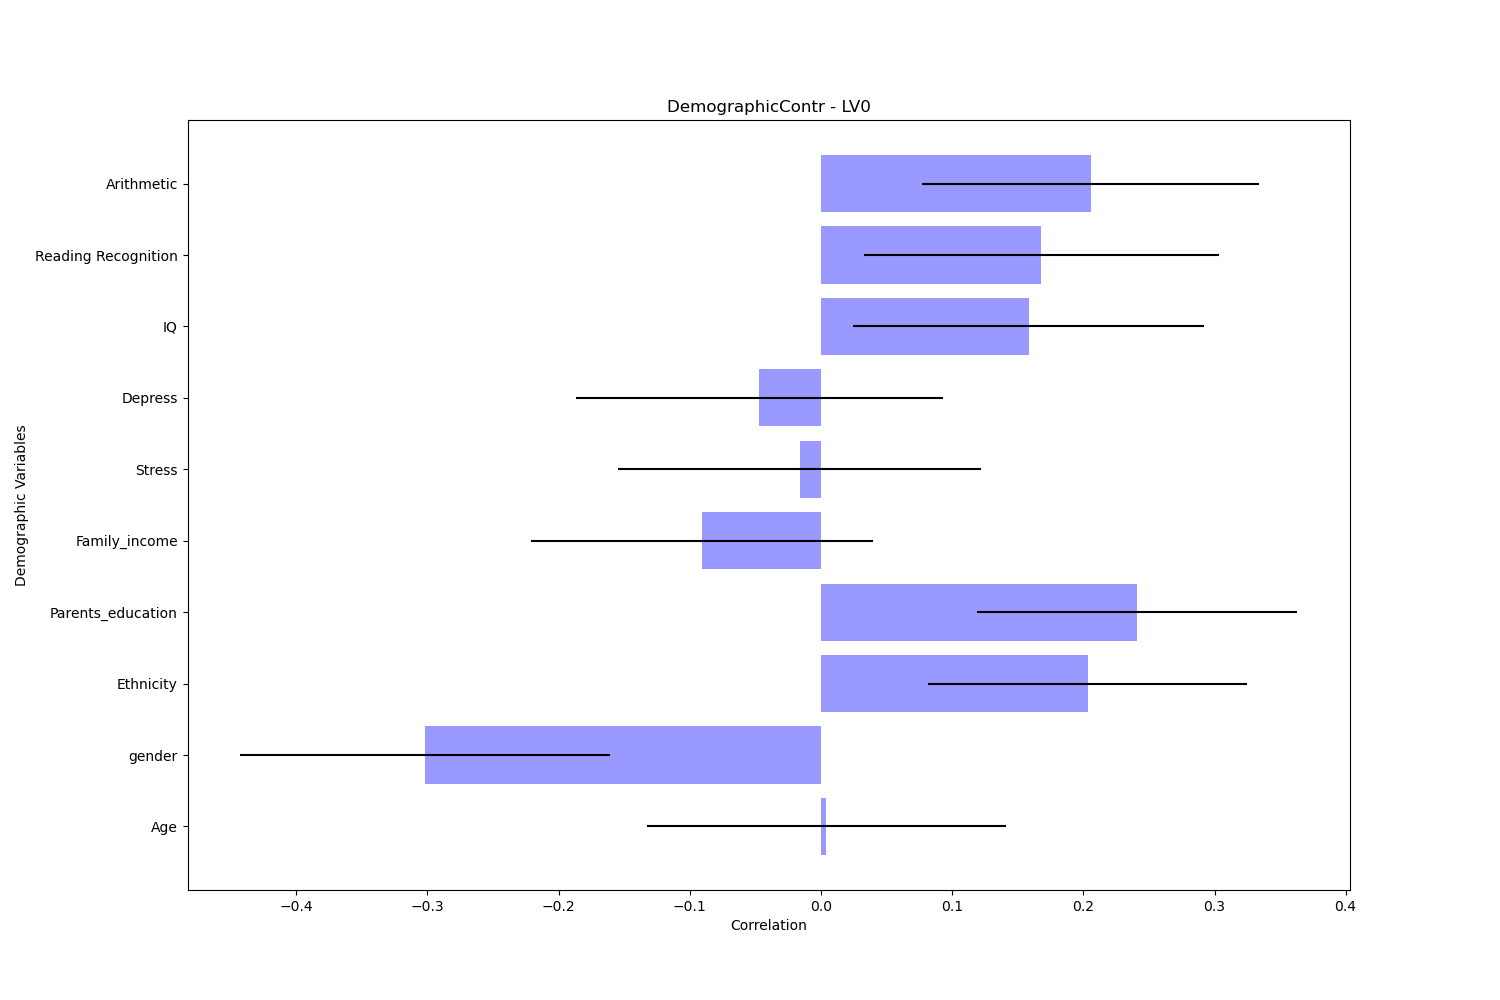 DemographicContr - LV0
Arithmetic
Reading Recognition
IQ
Depress
Stress
Family_income
Parents_education
Ethnicity
gender
Age
Demographic Variables
−0.4 −0.3 −0.2 −0.1 0.0 0.1 0.2 0.3 0.4
Correlation